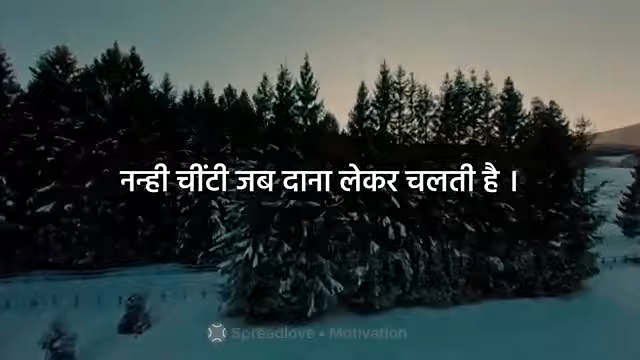 नन्ही चींटी जब दाना लेकर चलती है ।
Spreadlove • Motivation